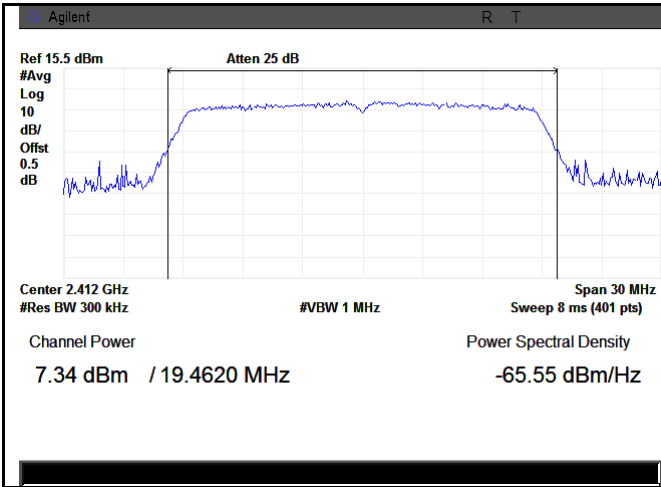 Agilent R T
Ref 15.5 dBm Atten 25 dB
#Avg
Log
10
dB/
Offst
0.5
dB
Center 2.412 GHz Span 30 MHz
#Res BW 300 kHz #VBW 1 MHz Sweep 8 ms (401 pts)
Channel Power Power Spectral Density
7.34 dBm / 19.4620 MHz -65.55 dBm/Hz